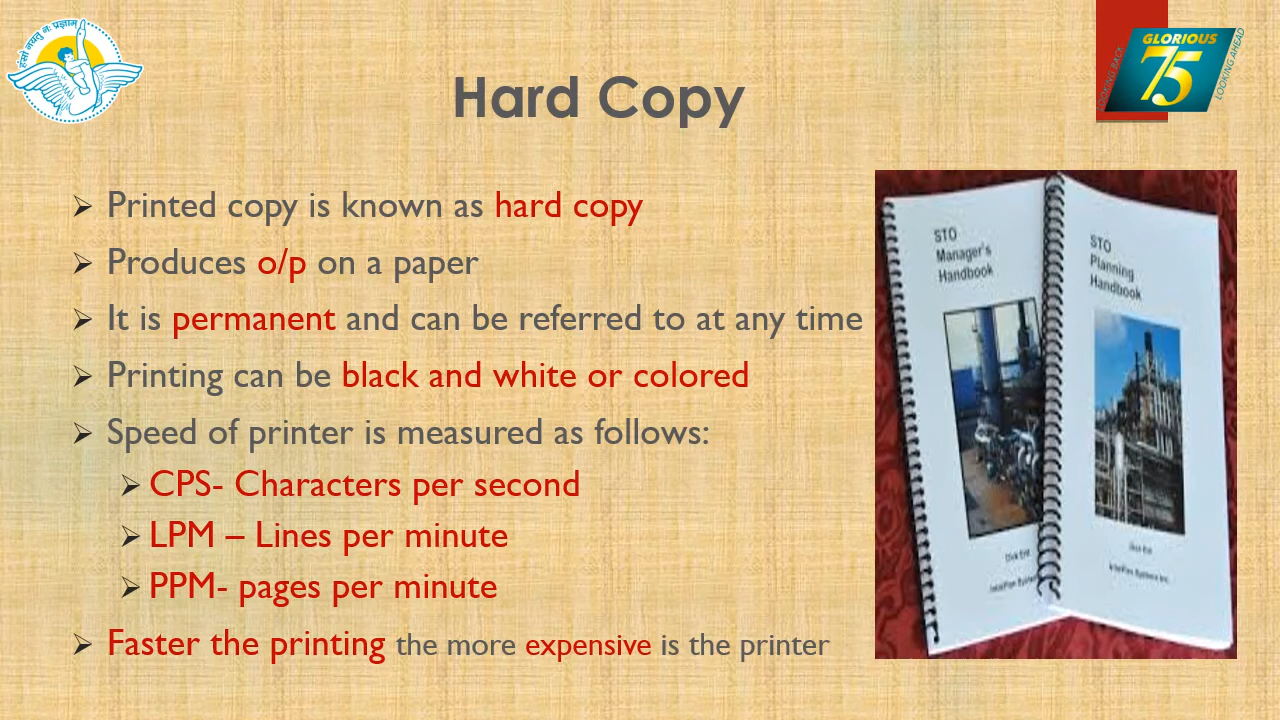 हंसो नयतु नः प्रज्ञाम्
GLORIOUS
75
LOOKING BACK
LOOKING AHEAD
Hard Copy
Printed copy is known as hard copy
Produces o/p on a paper
It is permanent and can be referred to at any time
Printing can be black and white or colored
Speed of printer is measured as follows:
CPS- Characters per second
LPM – Lines per minute
PPM- pages per minute
Faster the printing the more expensive is the printer
STO
Manager's
Handbook
STO
Planning
Handbook